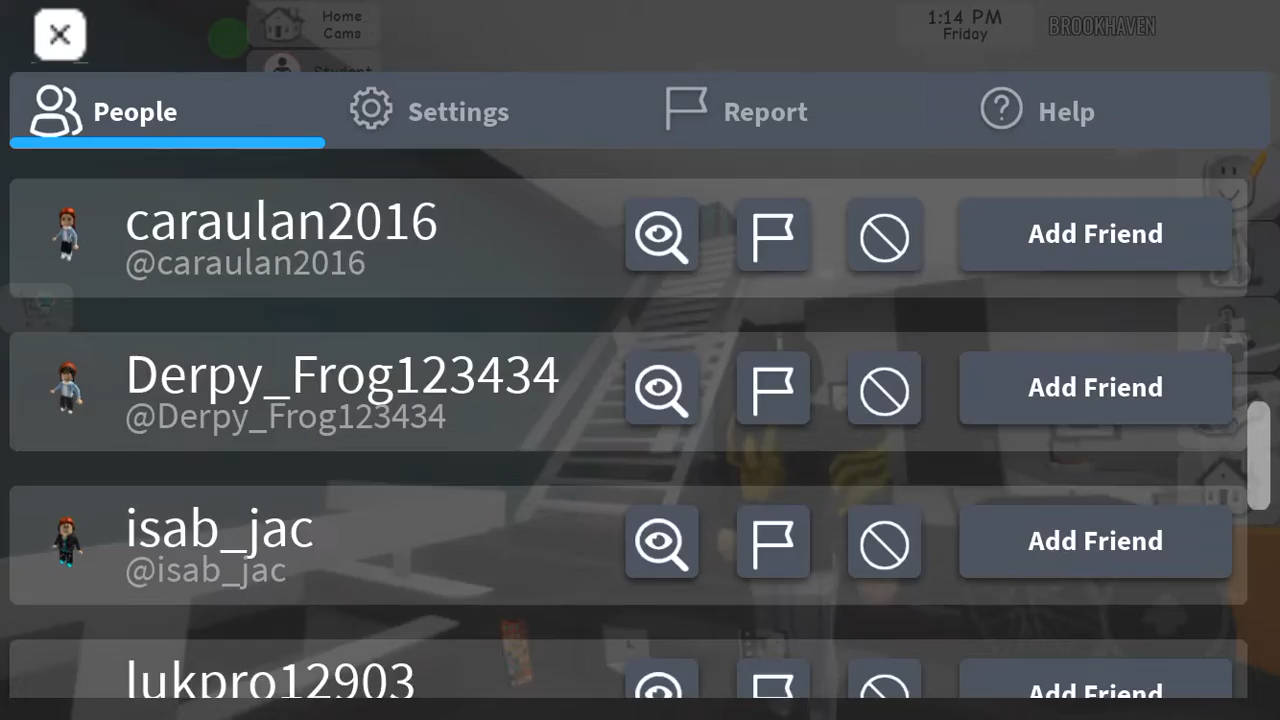 Home
Cams
Student
1:14 PM
Friday
BROOKHAVEN
People
Settings
Report
Help
caraulan2016
@caraulan2016
Add Friend
Derpy_Frog123434
@Derpy_Frog123434
Add Friend
isab_jac
@isab_jac
Add Friend
lukpro12903
Add Friend